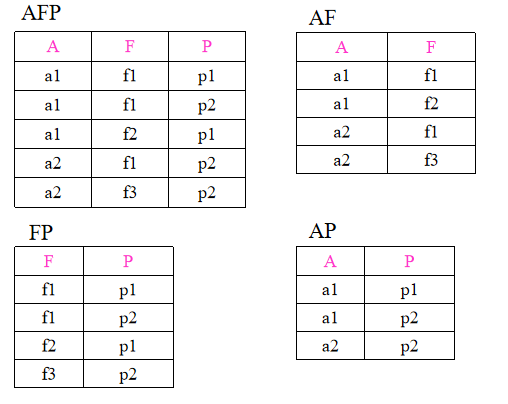 AFP
A F P
a1 f1 p1
a1 f1 p2
a1 f2 p1
a2 f1 p2
a2 f3 p2
AF
A F
a1 f1
a1 f2
a2 f1
a2 f3
FP
F P
f1 p1
f1 p2
f2 p1
f3 p2
AP
A P
a1 p1
a1 p2
a2 p2